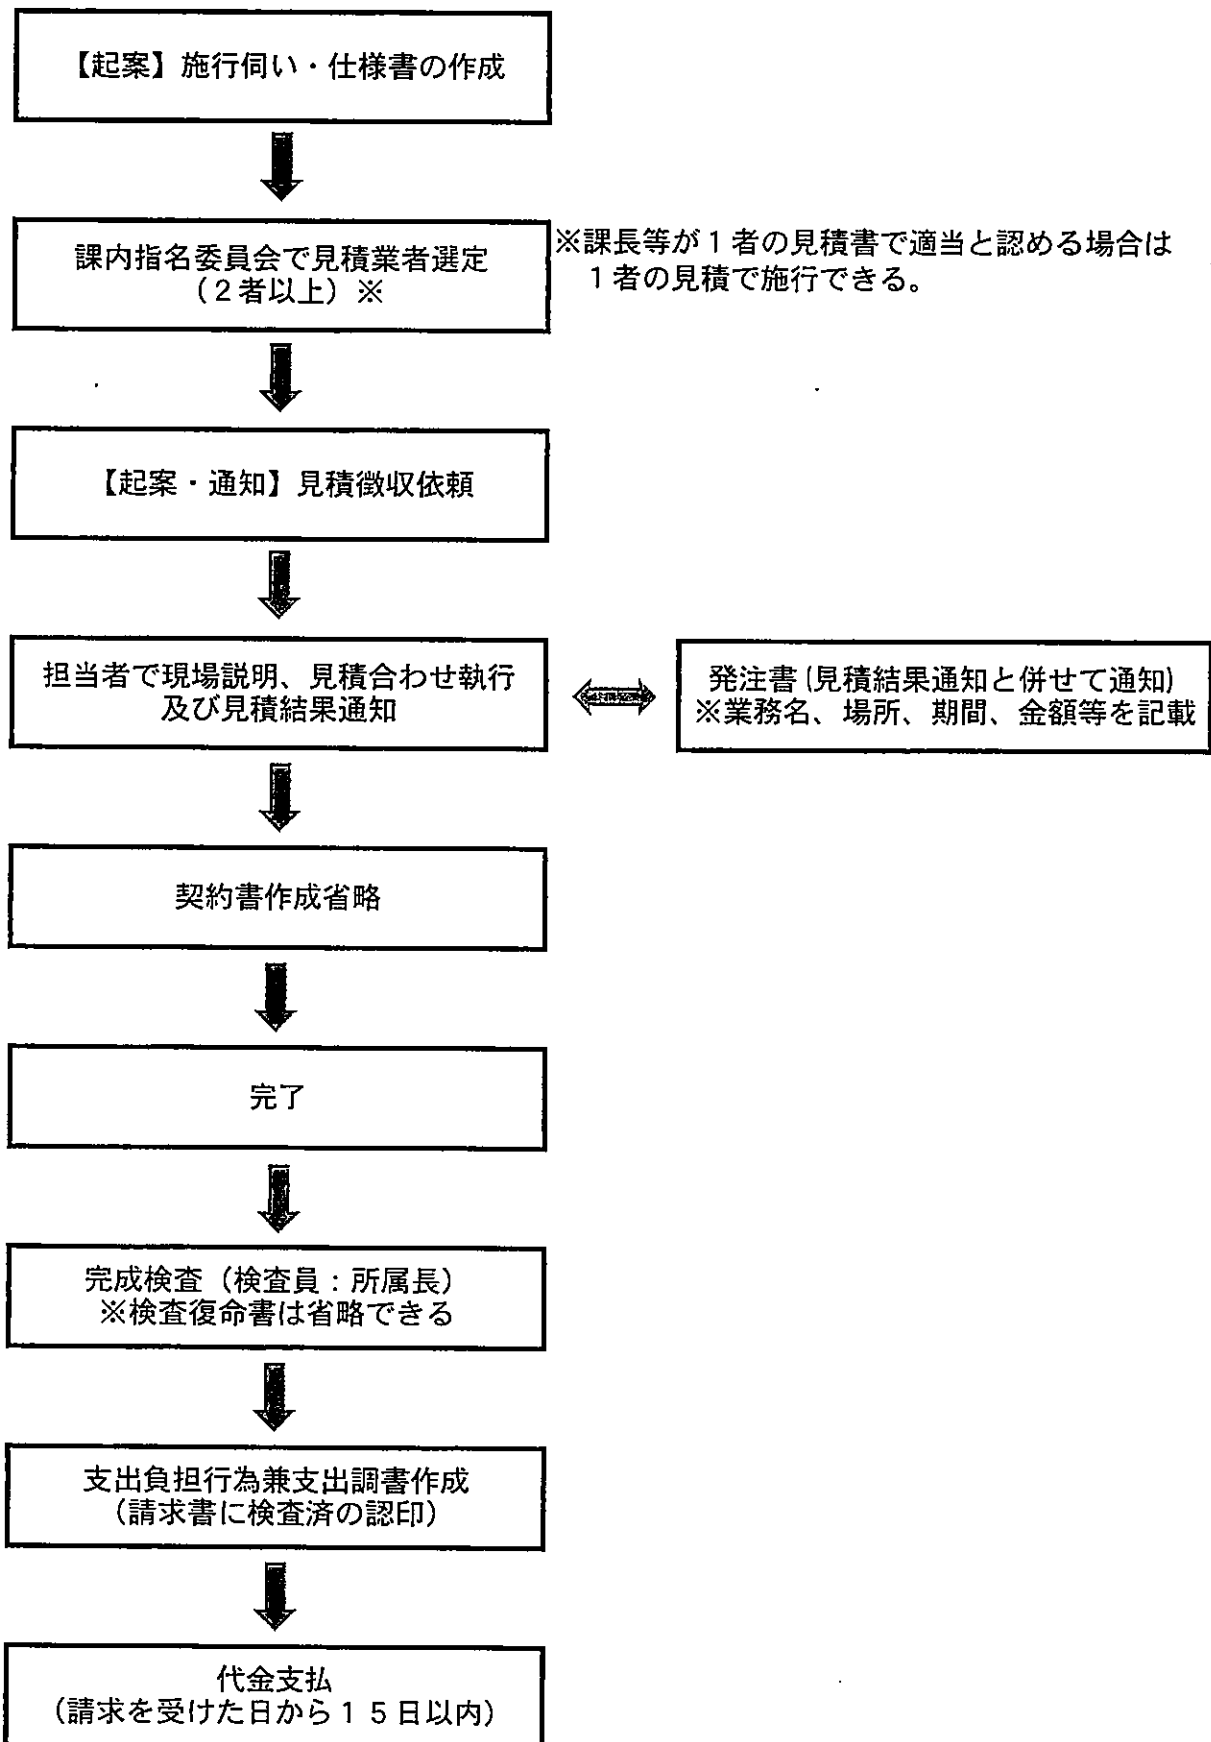 【起案】施行伺い・仕様書の作成
課内指名委員会で見積業者選定
（２者以上）※
※課長等が１者の見積書で適当と認める場合は
１者の見積で施行できる。
【起案・通知】見積徴収依頼
担当者で現場説明、見積合わせ執行
及び見積結果通知
発注書(見積結果通知と併せて通知)
※業務名、場所、期間、金額等を記載
契約書作成省略
完了
完成検査（検査員：所属長）
※検査復命書は省略できる
支出負担行為兼支出調書作成
（請求書に検査済の認印）
代金支払
（請求を受けた日から１５日以内）